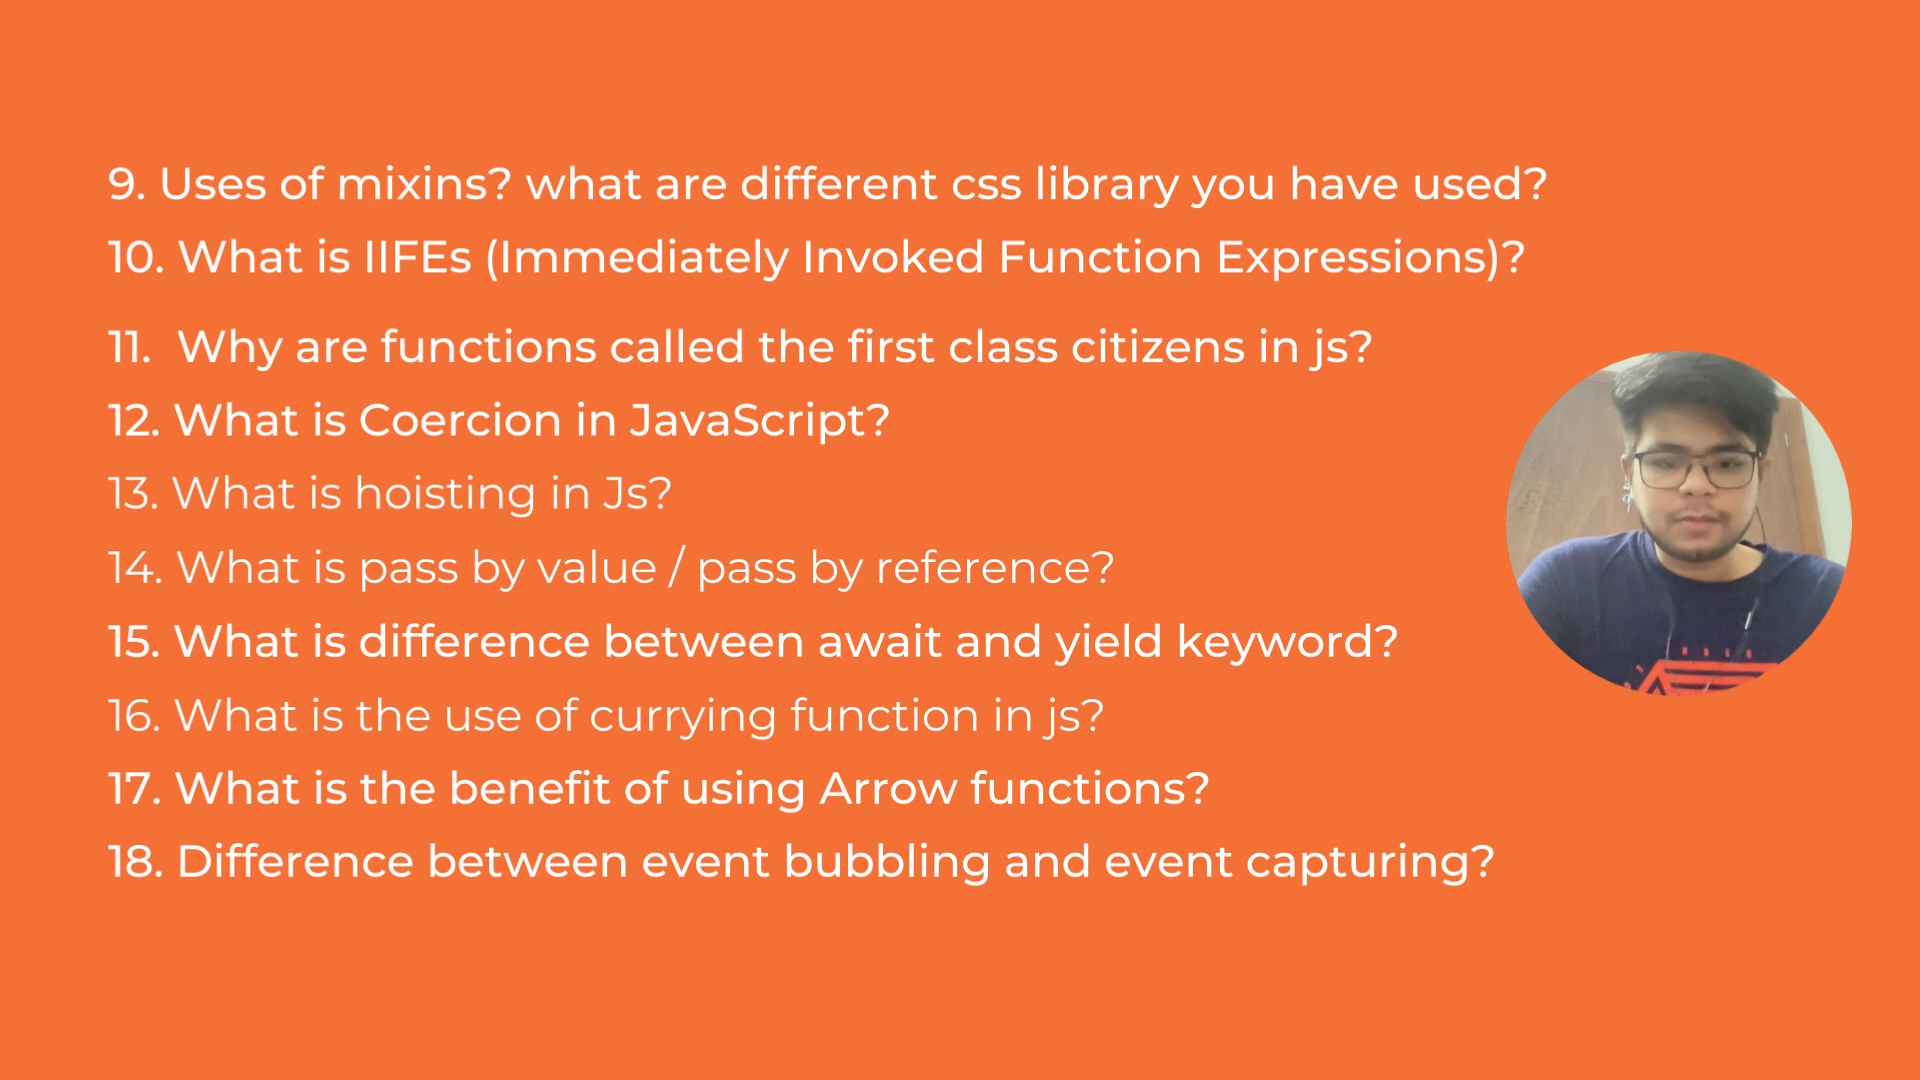 9. Uses of mixins? what are different css library you have used?
10. What is IIFEs (Immediately Invoked Function Expressions)?
11. Why are functions called the first class citizens in js?
12. What is Coercion in JavaScript?
13. What is hoisting in Js?
14. What is pass by value / pass by reference?
15. What is difference between await and yield keyword?
16. What is the use of currying function in js?
17. What is the benefit of using Arrow functions?
18. Difference between event bubbling and event capturing?